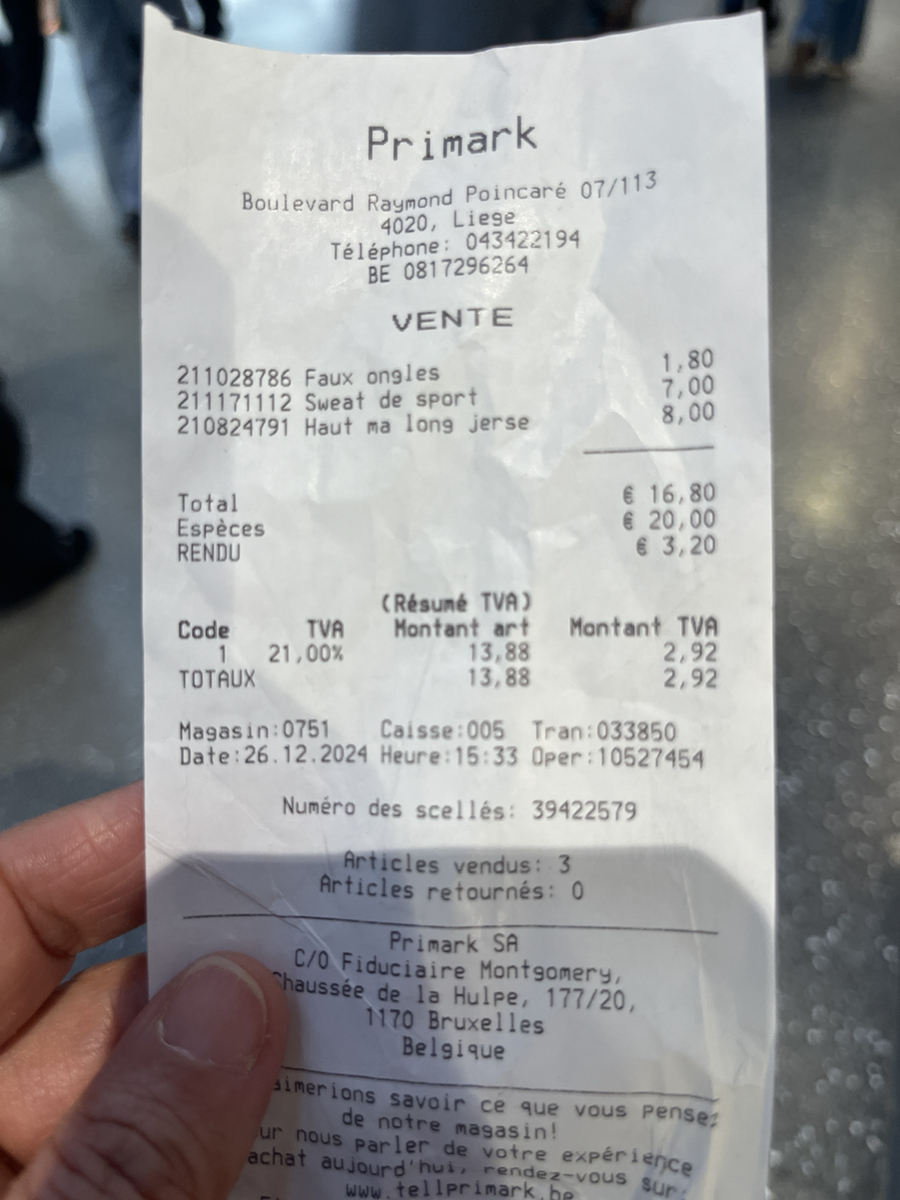 Primark
Boulevard Raymond Poincaré 07/113
4020, Liege
Téléphone: 043422194
BE 0817296264
VENTE
211028786 Faux ongles 1,80
211171112 Sweat de sport 7,00
210824791 Haut ma long jerse 8,00
Total € 16,80
Espèces € 20,00
RENDU € 3,20
(Résumé TVA)
Code TVA Montant art Montant TVA
1 21,00% 13,88 2,92
TOTAUX 13,88 2,92
Magasin:0751 Caisse:005 Tran:033850
Date:26.12.2024 Heure:15:33 Oper:10527454
Numéro des scellés: 39422579
Articles vendus: 3
Articles retournés: 0
Primark SA
C/O Fiduciaire Montgomery,
Chaussée de la Hulpe, 177/20,
1170 Bruxelles
Belgique
aimerions savoir ce que vous pensez
de notre magasin!
ur nous parler de votre expérience
achat aujourd'hui, rendez-vous sur
www.tellprimark.be